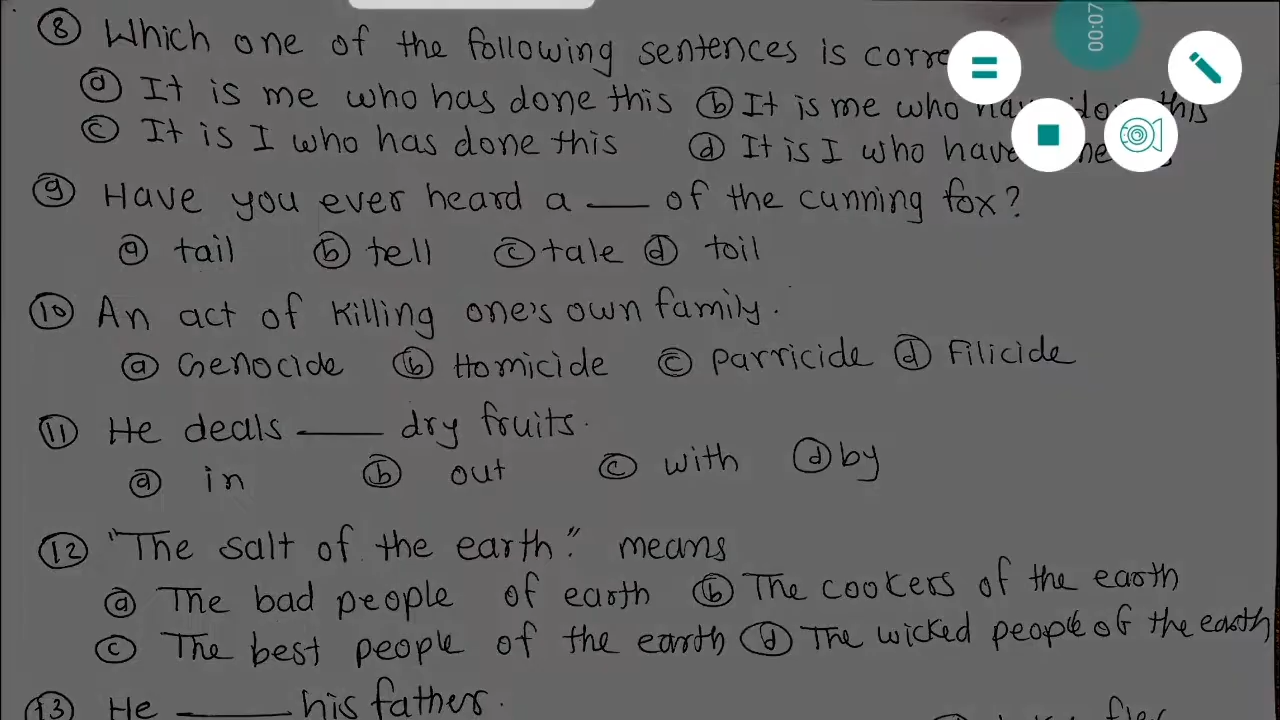 00:07
⑧ Which one of the following sentences is
ⓐ It is me who has done this ⓑ It is me who this
ⓒ It is I who has done this ⓓ It is I who have
⑨ Have you ever heard a ___ of the cunning fox?
ⓐ tail ⓑ tell ⓒ tale ⓓ toil
⑩ An act of killing one's own family.
ⓐ Genocide ⓑ Homicide ⓒ Parricide ⓓ Filicide
⑪ He deals ___ dry fruits.
ⓐ in ⓑ out ⓒ with ⓓ by
⑫ "The salt of the earth." means
ⓐ The bad people of earth ⓑ The cookers of the earth
ⓒ The best people of the earth ⓓ The wicked people of the earth
⑬ He ___ his father.